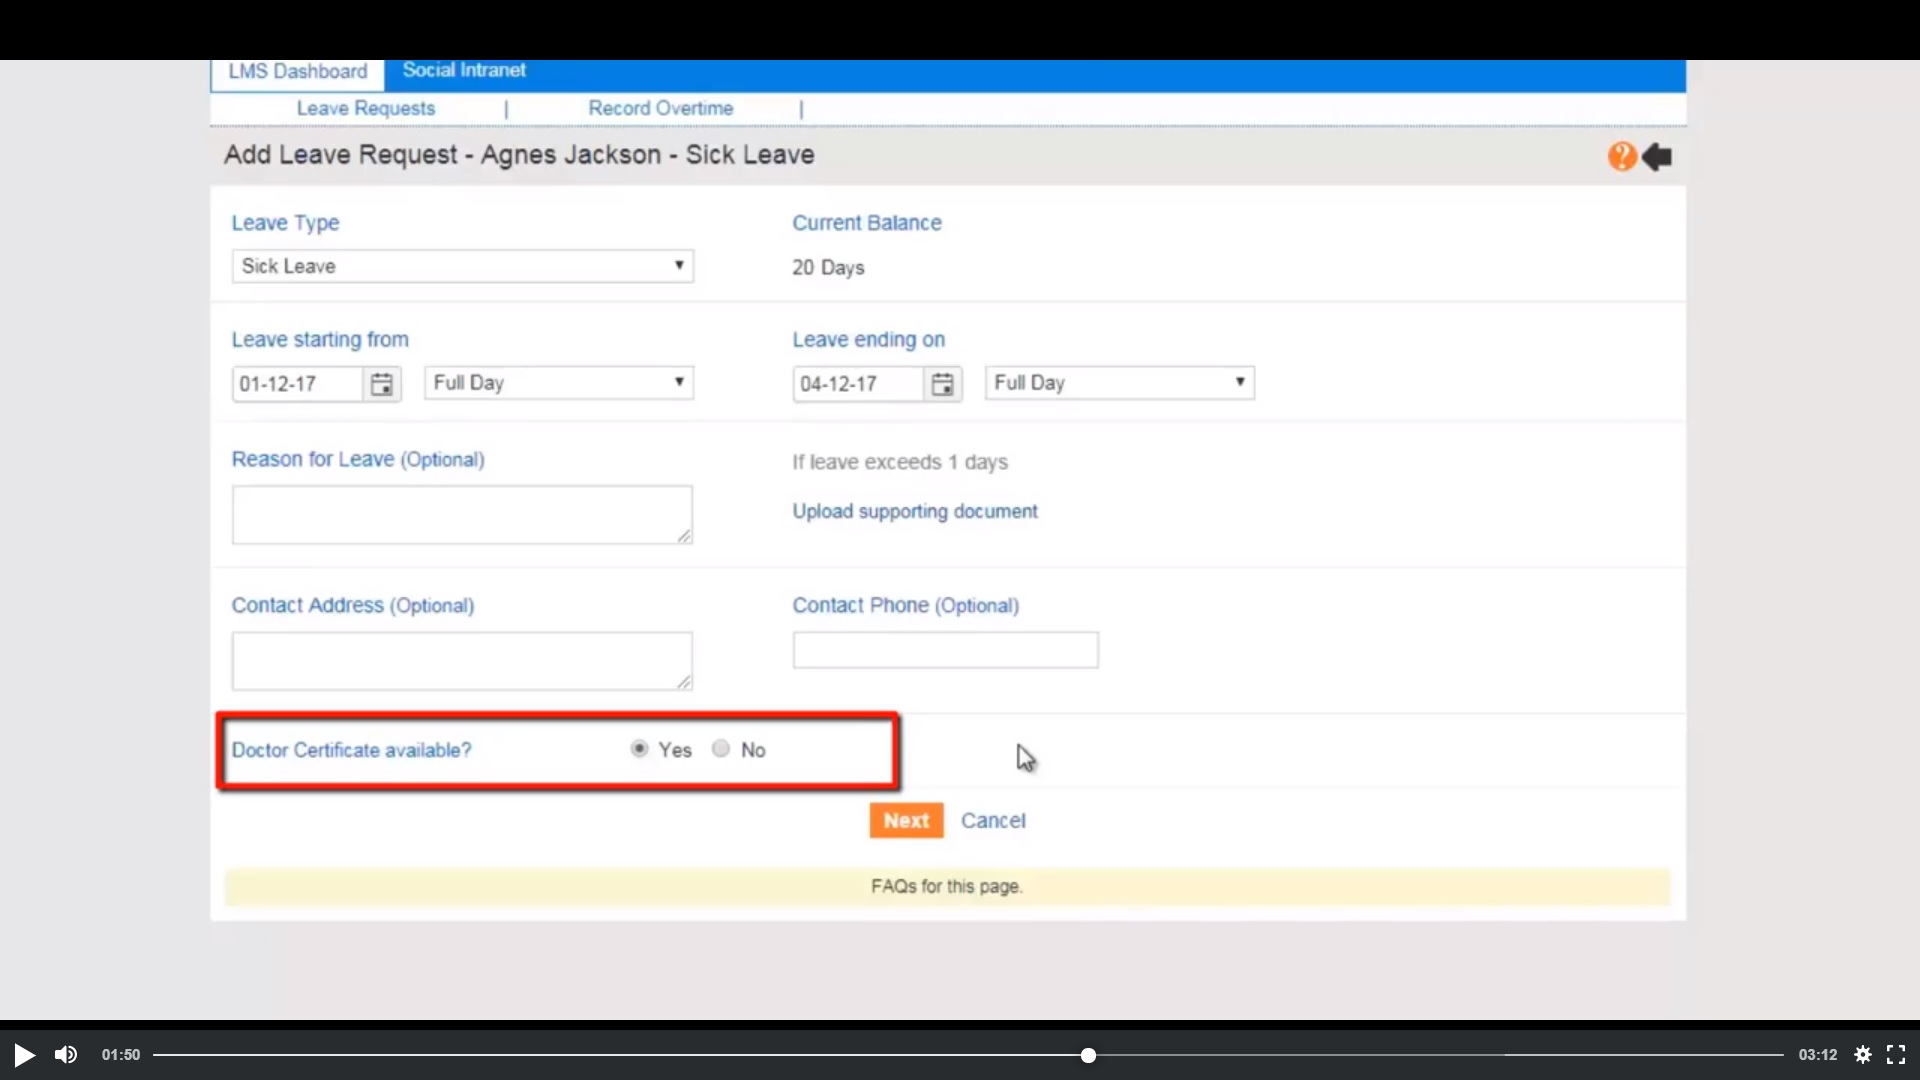 LMS Dashboard Social Intranet
Leave Requests | Record Overtime |
Add Leave Request - Agnes Jackson - Sick Leave ?
Leave Type Current Balance
Sick Leave 20 Days
Leave starting from Leave ending on
01-12-17 Full Day 04-12-17 Full Day
Reason for Leave (Optional) If leave exceeds 1 days
Upload supporting document
Contact Address (Optional) Contact Phone (Optional)
Doctor Certificate available? Yes No
Next Cancel
FAQs for this page.
01:50 03:12